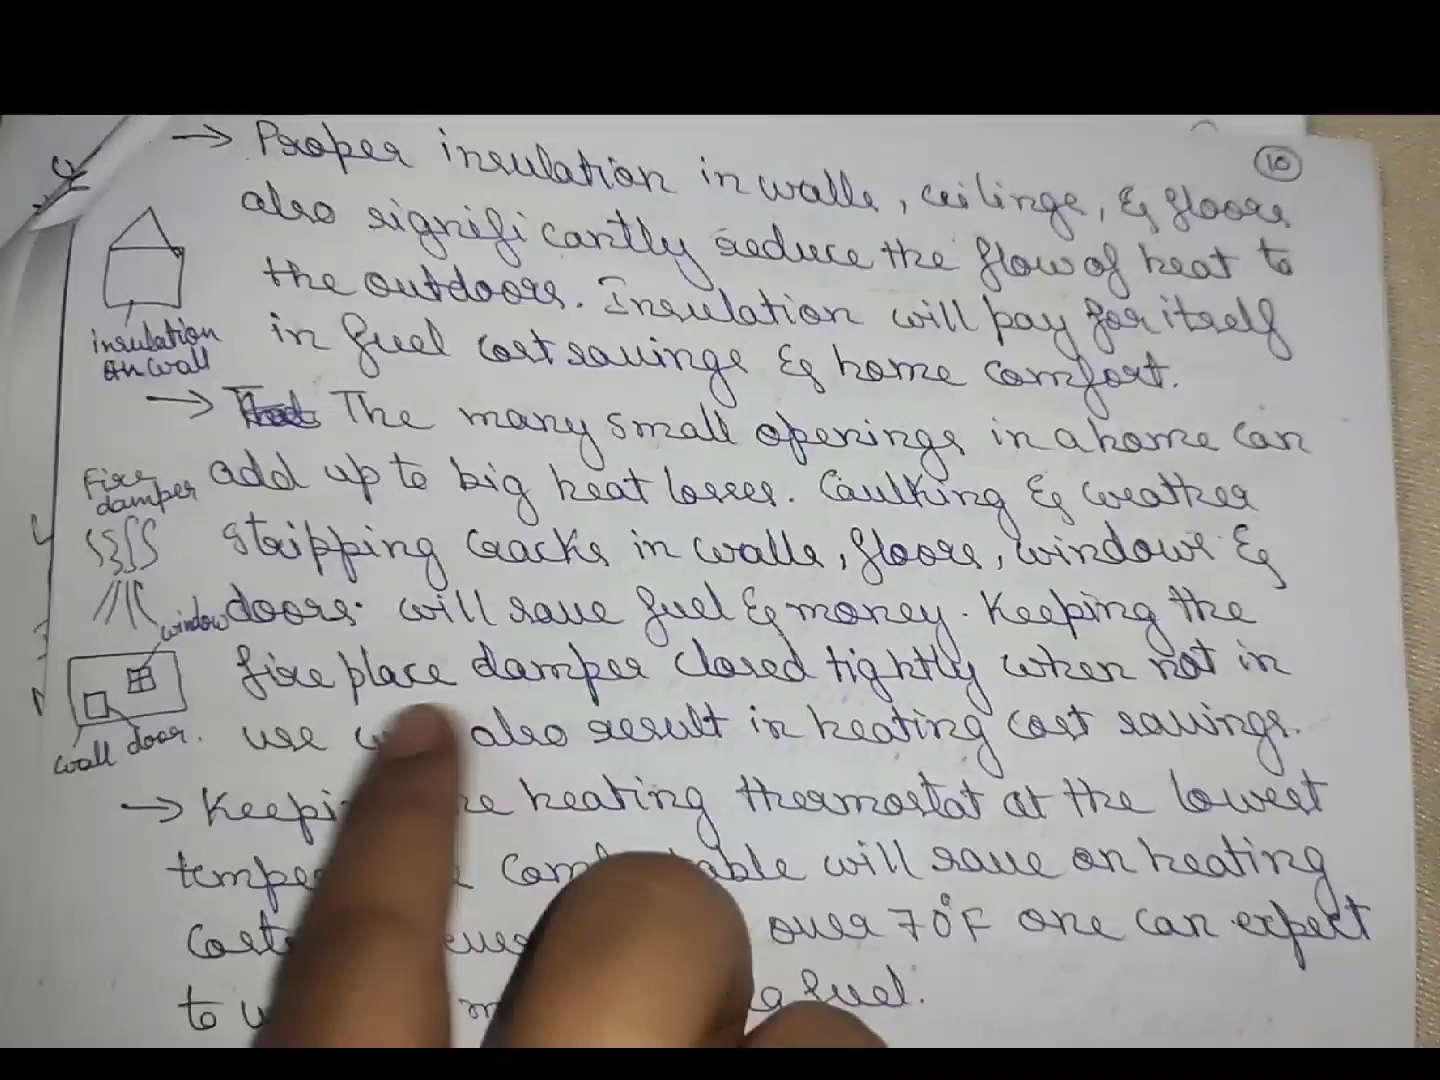 10
→ Proper insulation in walls, ceilings, & floors
also significantly reduce the flow of heat to
the outdoors. Insulation will pay for itself
in fuel cost savings & home comfort.
insulation
on wall
→ The many small openings in a home can
add up to big heat losses. Caulking & weather
stripping cracks in walls, floors, windows &
doors will save fuel & money. Keeping the
fire place damper closed tightly when not in
use also result in heating cost savings.
Fire
damper
window
wall door.
→ heating thermostat at the lowest
will save on heating
over 70°F one can expect
to fuel.